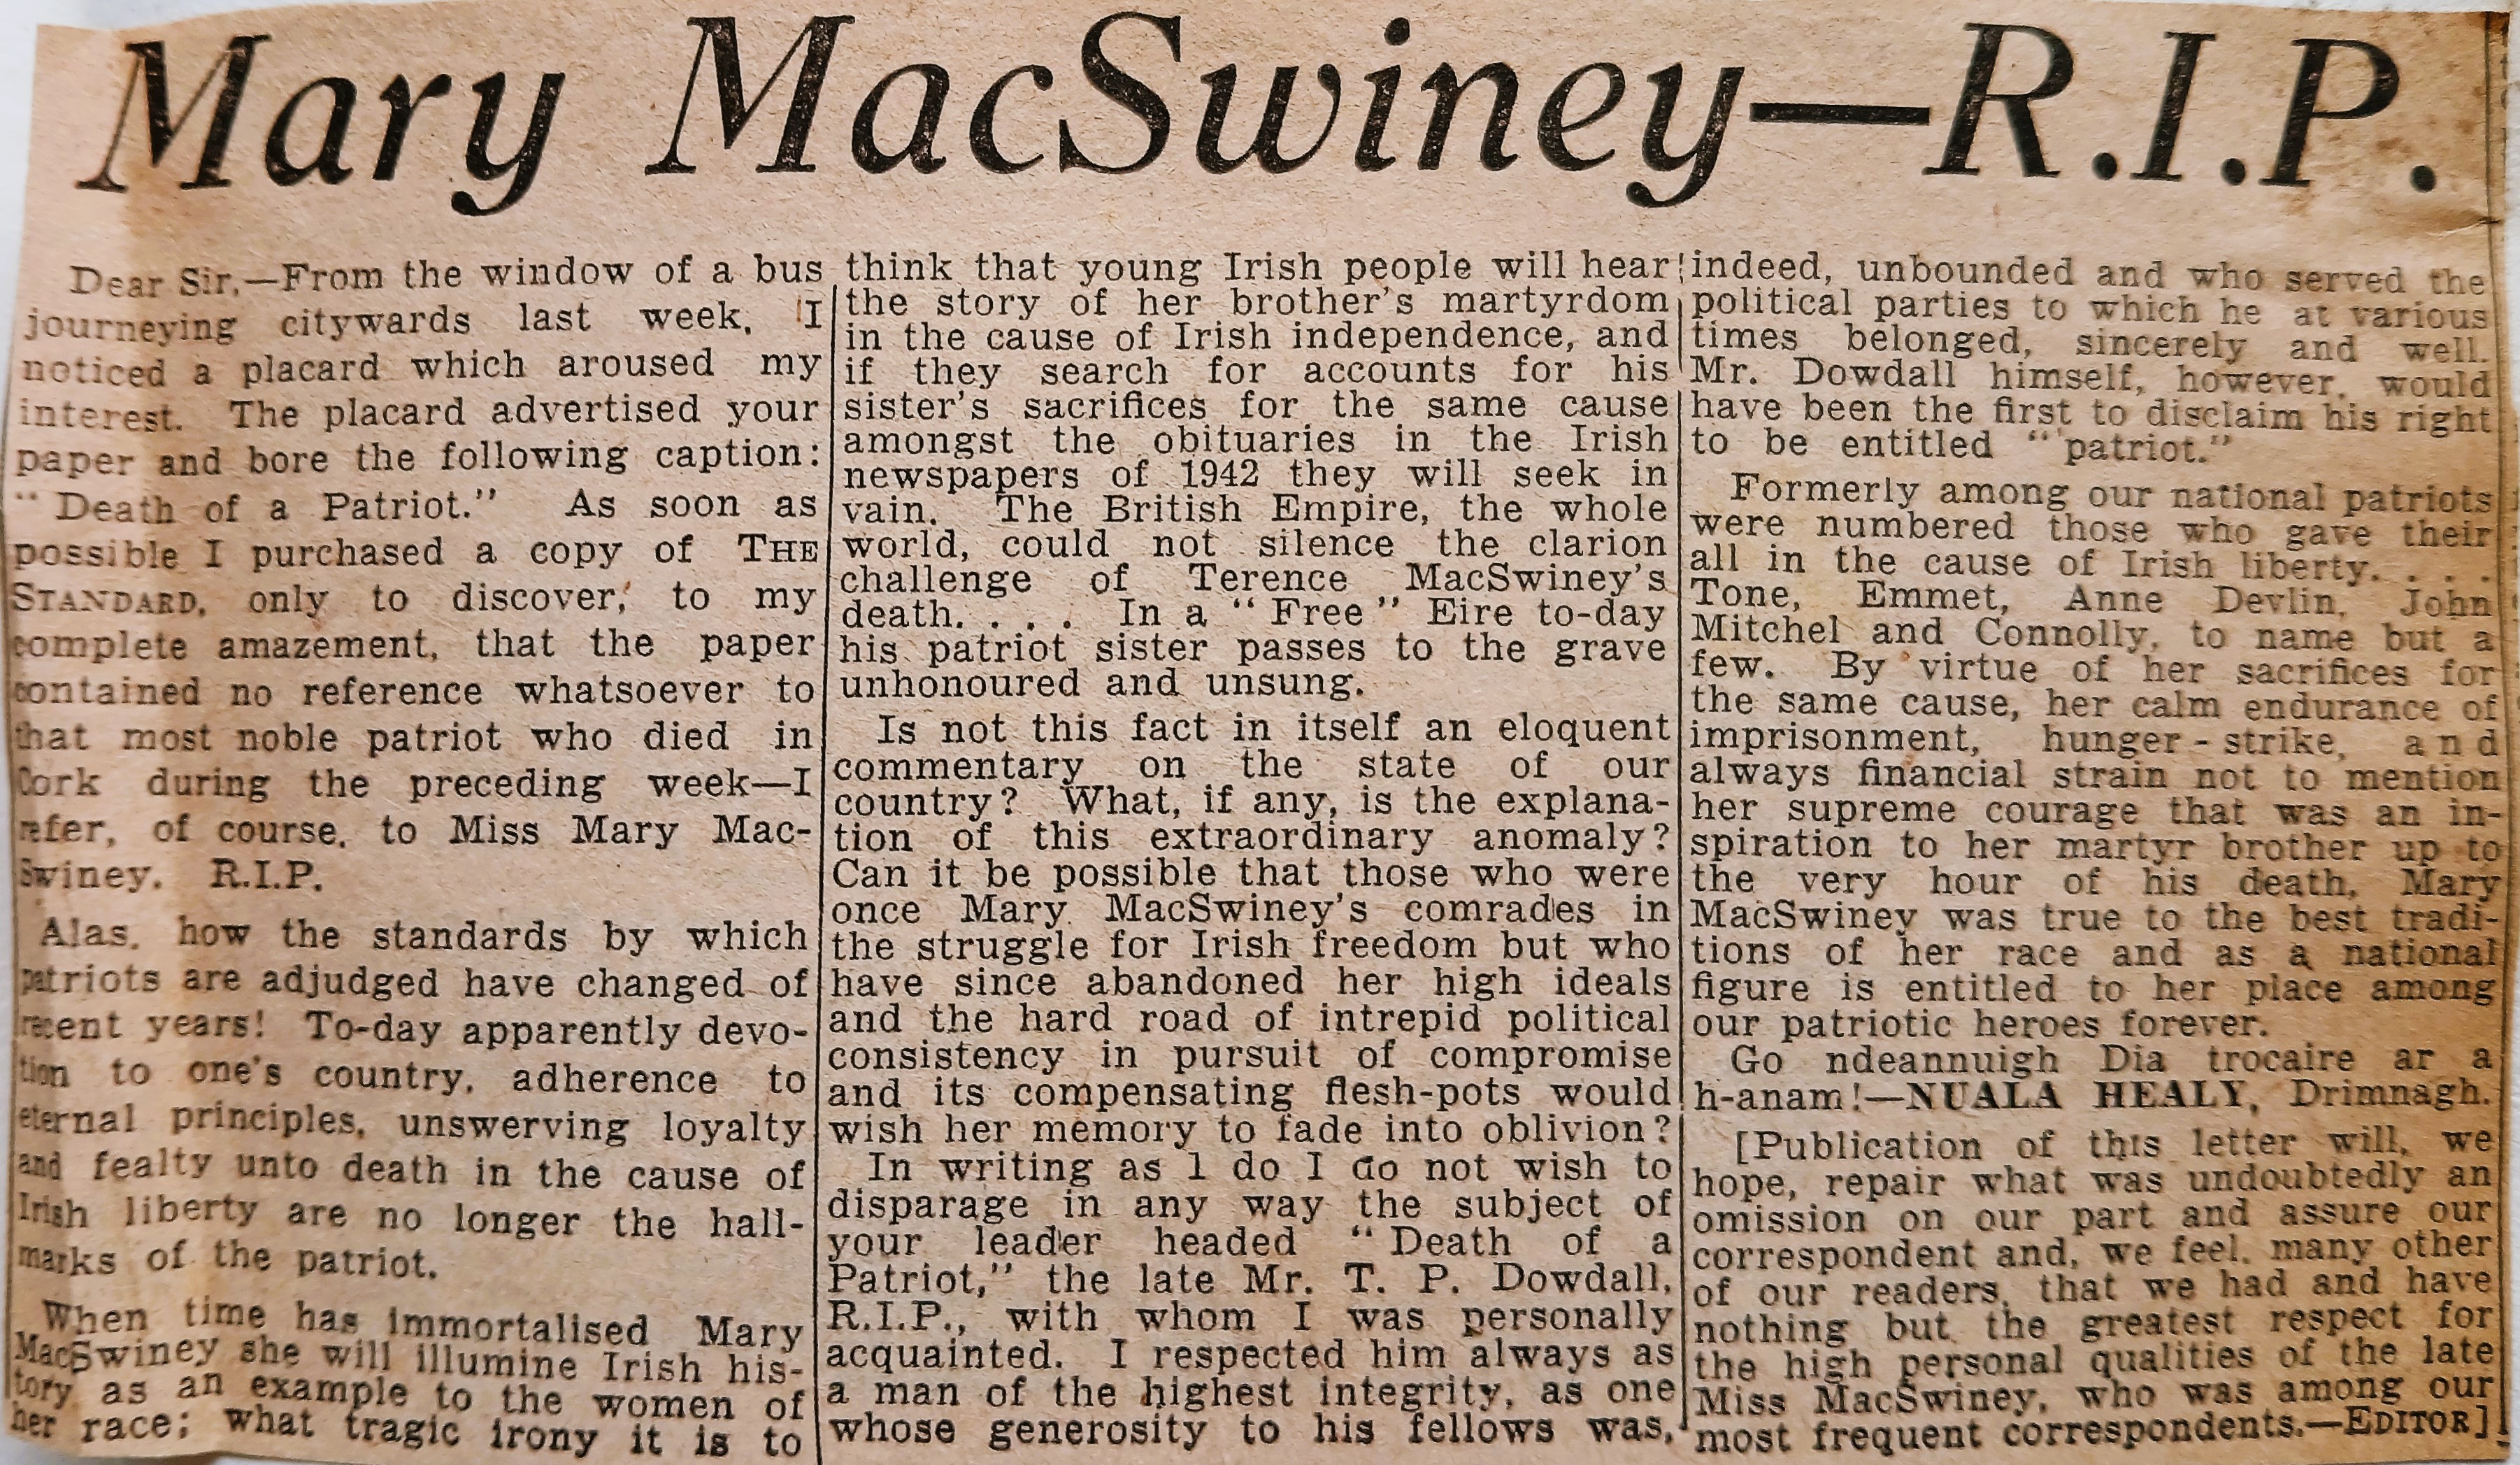 Mary MacSwiney—R.I.P.
Dear Sir,—From the window of a bus
journeying citywards last week, I
noticed a placard which aroused my
interest. The placard advertised your
paper and bore the following caption:
"Death of a Patriot." As soon as
possible I purchased a copy of THE
STANDARD, only to discover, to my
complete amazement, that the paper
contained no reference whatsoever to
that most noble patriot who died in
Cork during the preceding week—I
refer, of course, to Miss Mary Mac-
Swiney, R.I.P.
Alas, how the standards by which
patriots are adjudged have changed of
recent years! To-day apparently devo-
tion to one's country, adherence to
eternal principles, unswerving loyalty
and fealty unto death in the cause of
Irish liberty are no longer the hall-
marks of the patriot.
When time has immortalised Mary
MacSwiney she will illumine Irish his-
tory as an example to the women of
her race; what tragic irony it is to
think that young Irish people will hear
the story of her brother's martyrdom
in the cause of Irish independence, and
if they search for accounts for his
sister's sacrifices for the same cause
amongst the obituaries in the Irish
newspapers of 1942 they will seek in
vain. The British Empire, the whole
world, could not silence the clarion
challenge of Terence MacSwiney's
death. . . . In a "Free" Eire to-day
his patriot sister passes to the grave
unhonoured and unsung.
Is not this fact in itself an eloquent
commentary on the state of our
country? What, if any, is the explana-
tion of this extraordinary anomaly?
Can it be possible that those who were
once Mary MacSwiney's comrades in
the struggle for Irish freedom but who
have since abandoned her high ideals
and the hard road of intrepid political
consistency in pursuit of compromise
and its compensating flesh-pots would
wish her memory to fade into oblivion?
In writing as I do I do not wish to
disparage in any way the subject of
your leader headed "Death of a
Patriot," the late Mr. T. P. Dowdall,
R.I.P., with whom I was personally
acquainted. I respected him always as
a man of the highest integrity, as one
whose generosity to his fellows was,
indeed, unbounded and who served the
political parties to which he at various
times belonged, sincerely and well.
Mr. Dowdall himself, however, would
have been the first to disclaim his right
to be entitled "patriot."
Formerly among our national patriots
were numbered those who gave their
all in the cause of Irish liberty. . . .
Tone, Emmet, Anne Devlin, John
Mitchel and Connolly, to name but a
few. By virtue of her sacrifices for
the same cause, her calm endurance of
imprisonment, hunger-strike, and
always financial strain not to mention
her supreme courage that was an in-
spiration to her martyr brother up to
the very hour of his death, Mary
MacSwiney was true to the best tradi-
tions of her race and as a national
figure is entitled to her place among
our patriotic heroes forever.
Go ndeannuigh Dia trocaire ar a
h-anam!—NUALA HEALY, Drimnagh.
[Publication of this letter will, we
hope, repair what was undoubtedly an
omission on our part and assure our
correspondent and, we feel, many other
of our readers, that we had and have
nothing but the greatest respect for
the high personal qualities of the late
Miss MacSwiney, who was among our
most frequent correspondents.—EDITOR]